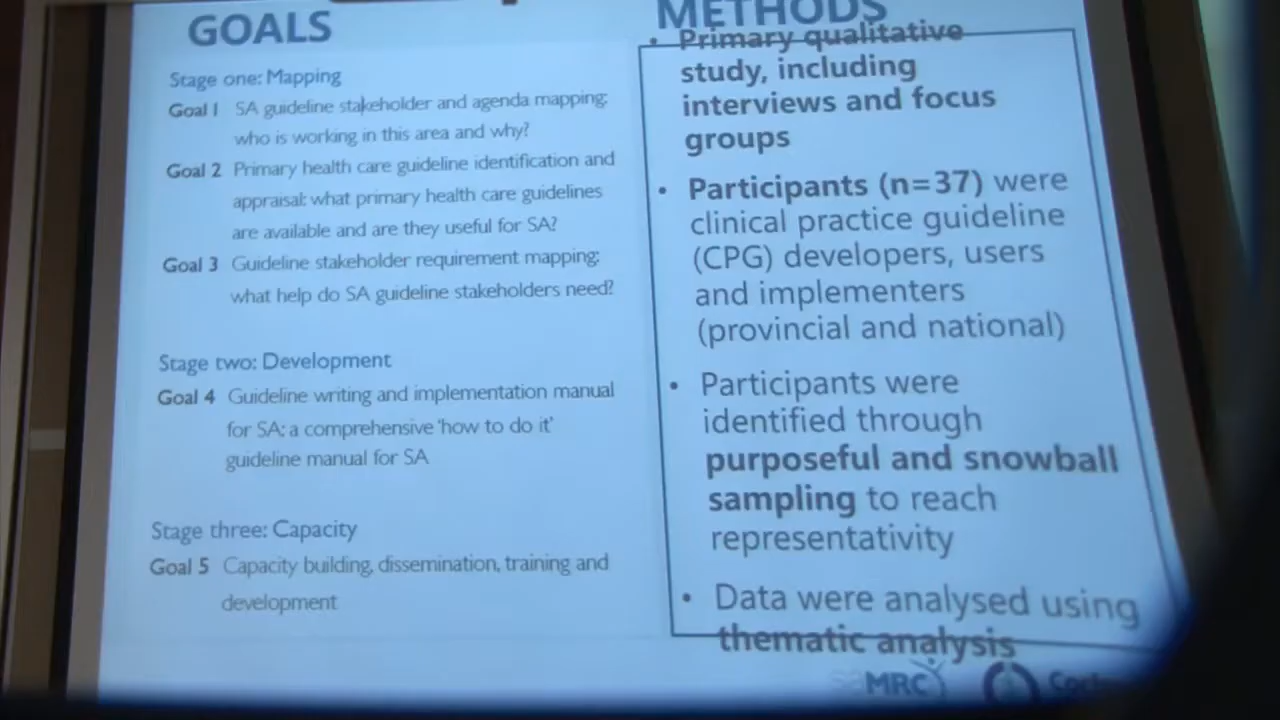 GOALS
Stage one: Mapping
Goal 1 SA guideline stakeholder and agenda mapping:
who is working in this area and why?
Goal 2 Primary health care guideline identification and
appraisal: what primary health care guidelines
are available and are they useful for SA?
Goal 3 Guideline stakeholder requirement mapping:
what help do SA guideline stakeholders need?
Stage two: Development
Goal 4 Guideline writing and implementation manual
for SA: a comprehensive 'how to do it'
guideline manual for SA
Stage three: Capacity
Goal 5 Capacity building, dissemination, training and
development
METHODS
• Primary qualitative
study, including
interviews and focus
groups
• Participants (n=37) were
clinical practice guideline
(CPG) developers, users
and implementers
(provincial and national)
• Participants were
identified through
purposeful and snowball
sampling to reach
representativity
• Data were analysed using
thematic analysis
MRC